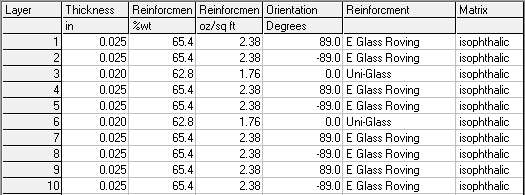 Layer Thickness Reinforcmen Reinforcmen Orientation Reinforcment Matrix
in %wt oz/sq ft Degrees
1 0.025 65.4 2.38 89.0 E Glass Roving isophthalic
2 0.025 65.4 2.38 -89.0 E Glass Roving isophthalic
3 0.020 62.8 1.76 0.0 Uni-Glass isophthalic
4 0.025 65.4 2.38 89.0 E Glass Roving isophthalic
5 0.025 65.4 2.38 -89.0 E Glass Roving isophthalic
6 0.020 62.8 1.76 0.0 Uni-Glass isophthalic
7 0.025 65.4 2.38 89.0 E Glass Roving isophthalic
8 0.025 65.4 2.38 -89.0 E Glass Roving isophthalic
9 0.025 65.4 2.38 89.0 E Glass Roving isophthalic
10 0.025 65.4 2.38 -89.0 E Glass Roving isophthalic